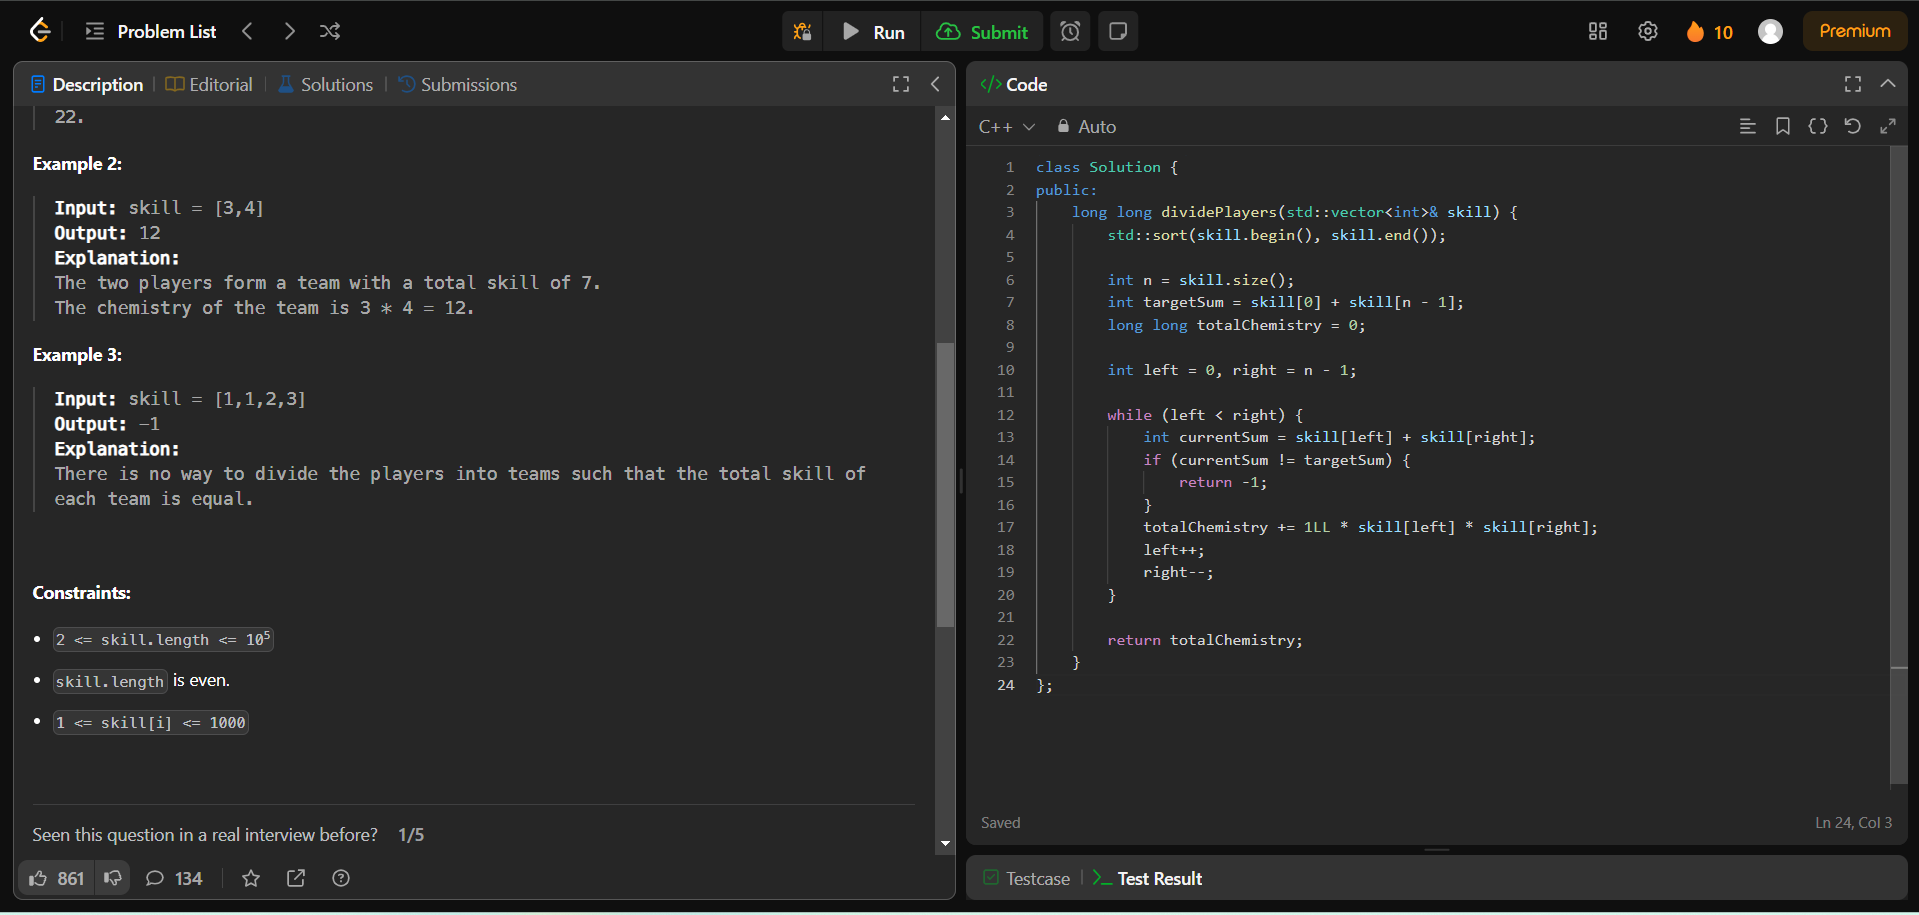 Problem List
Run
Submit
10
Premium
Description
Editorial
Solutions
Submissions
22.
Example 2:
Input: skill = [3,4]
Output: 12
Explanation:
The two players form a team with a total skill of 7.
The chemistry of the team is 3 * 4 = 12.
Example 3:
Input: skill = [1,1,2,3]
Output: -1
Explanation:
There is no way to divide the players into teams such that the total skill of
each team is equal.
Constraints:
• 2 <= skill.length <= 10⁵
• skill.length is even.
• 1 <= skill[i] <= 1000
Seen this question in a real interview before? 1/5
861
134
</> Code
C++
Auto
1 class Solution {
2 public:
3     long long dividePlayers(std::vector<int>& skill) {
4         std::sort(skill.begin(), skill.end());
5
6         int n = skill.size();
7         int targetSum = skill[0] + skill[n - 1];
8         long long totalChemistry = 0;
9
10         int left = 0, right = n - 1;
11
12         while (left < right) {
13             int currentSum = skill[left] + skill[right];
14             if (currentSum != targetSum) {
15                 return -1;
16             }
17             totalChemistry += 1LL * skill[left] * skill[right];
18             left++;
19             right--;
20         }
21
22         return totalChemistry;
23     }
24 };
Saved
Ln 24, Col 3
Testcase
Test Result